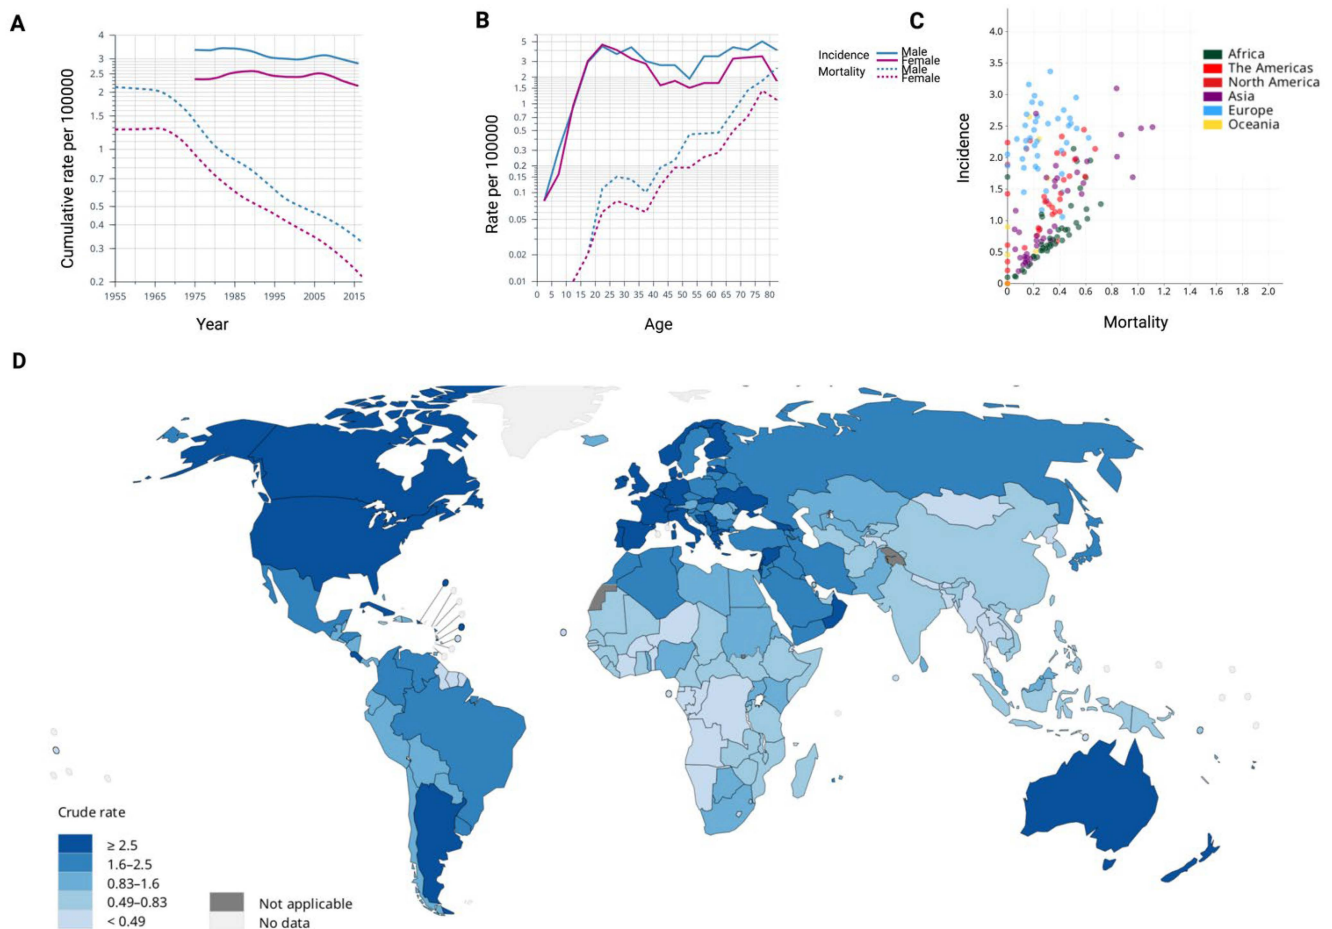 A
Cumulative rate per 100000
4
3
2.5
2
1.5
1
0.7
0.5
0.4
0.3
0.2
1955 1965 1975 1985 1995 2005 2015
Year
B
Rate per 100000
5
3
2
1.5
1
0.7
0.5
0.3
0.2
0.15
0.1
0.05
0.02
0.01
0 5 10 15 20 25 30 35 40 45 50 55 60 65 70 75 80
Age
Incidence Male
Female
Mortality Male
Female
C
Incidence
4.0
3.5
3.0
2.5
2.0
1.5
1.0
0.5
0
0 0.2 0.4 0.6 0.8 1.0 1.2 1.4 1.6 1.8 2.0
Mortality
Africa
The Americas
North America
Asia
Europe
Oceania
D
Crude rate
≥ 2.5
1.6–2.5
0.83–1.6
0.49–0.83
< 0.49
Not applicable
No data